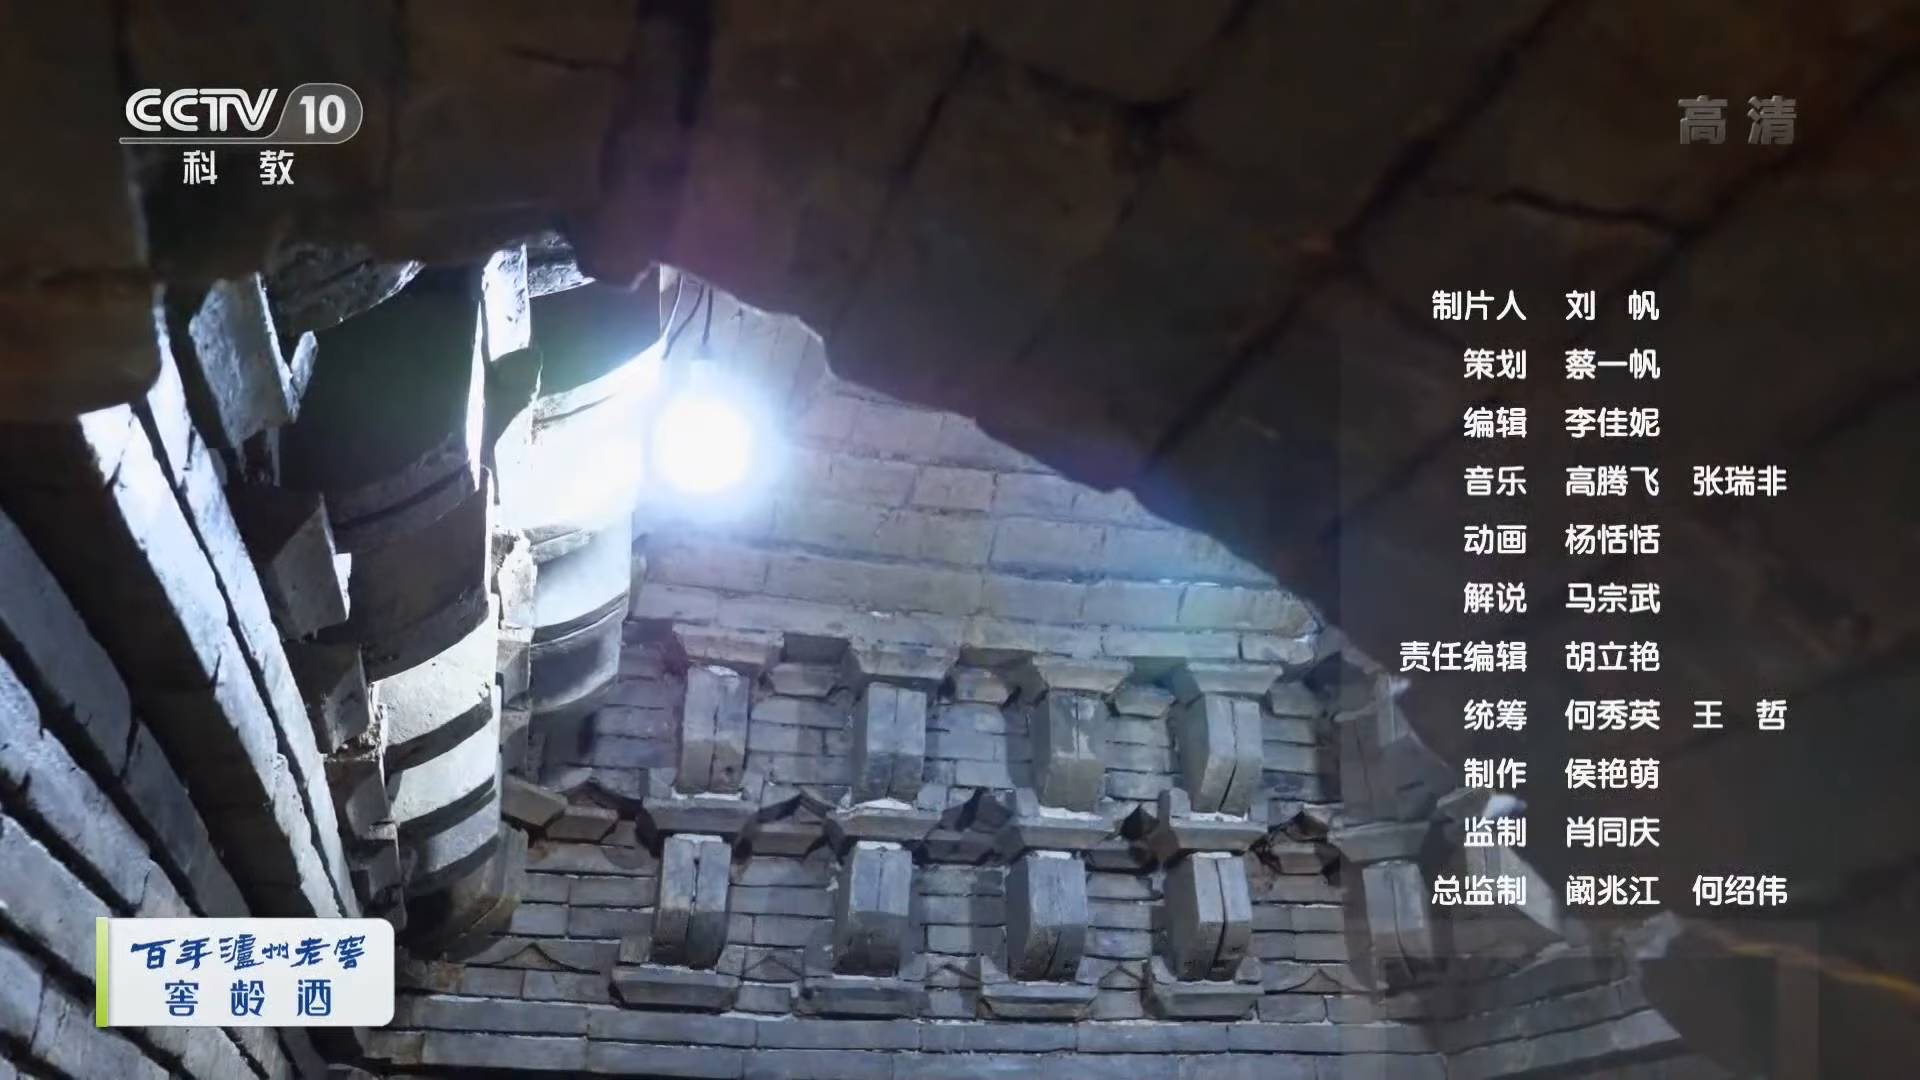 CCTV 10
科 教
高清
制片人 刘 帆
策划 蔡一帆
编辑 李佳妮
音乐 高腾飞 张瑞非
动画 杨恬恬
解说 马宗武
责任编辑 胡立艳
统筹 何秀英 王 哲
制作 侯艳萌
监制 肖同庆
总监制 阚兆江 何绍伟
百年泸州老窖
窖龄酒